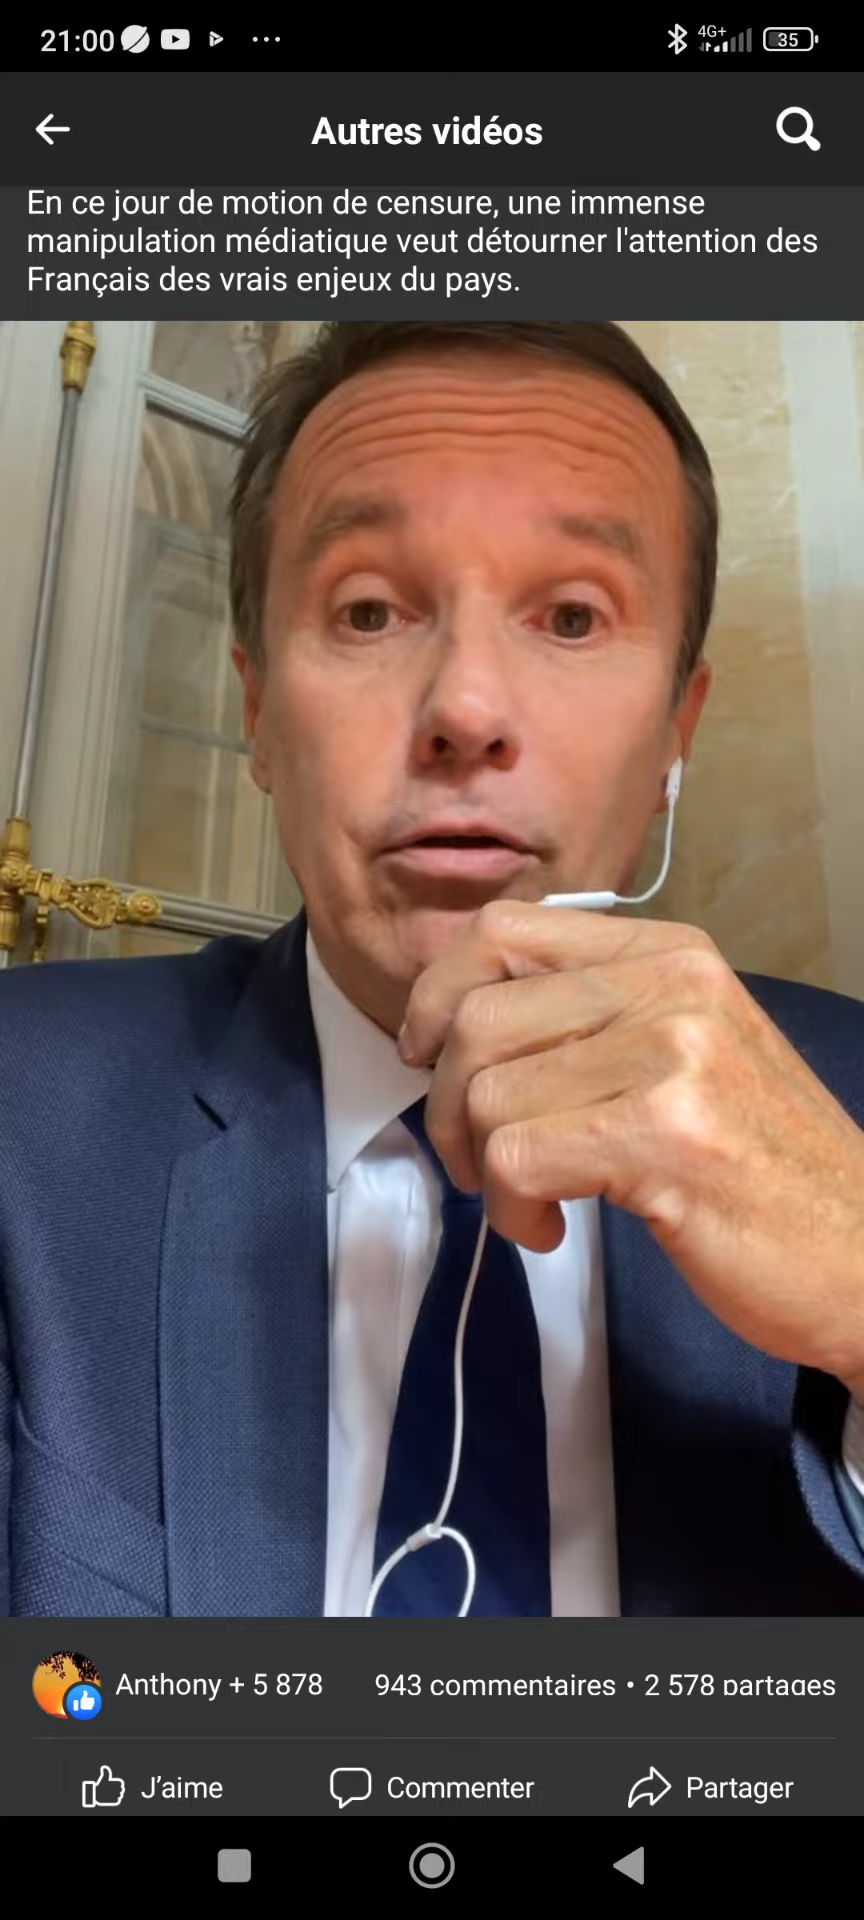 21:00
4G+
35
Autres vidéos
En ce jour de motion de censure, une immense
manipulation médiatique veut détourner l'attention des
Français des vrais enjeux du pays.
Anthony + 5 878 943 commentaires • 2 578 partages
J'aime Commenter Partager